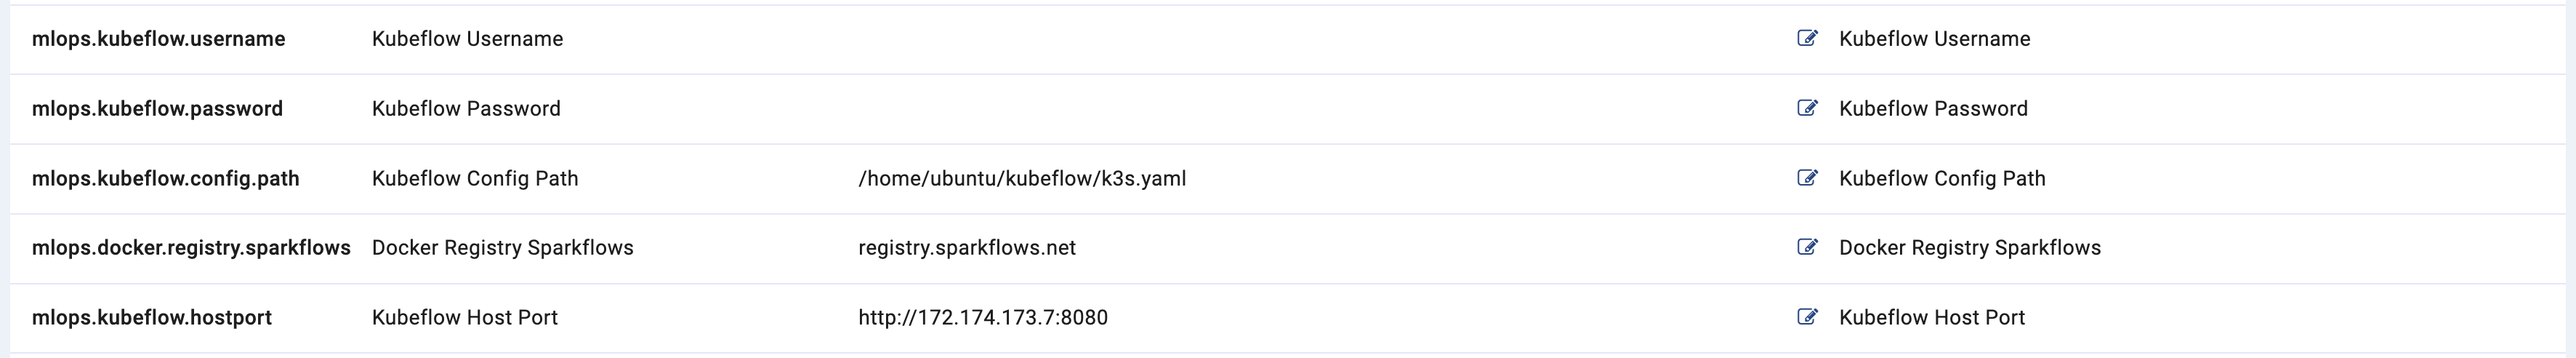 mlops.kubeflow.username Kubeflow Username Kubeflow Username
mlops.kubeflow.password Kubeflow Password Kubeflow Password
mlops.kubeflow.config.path Kubeflow Config Path /home/ubuntu/kubeflow/k3s.yaml Kubeflow Config Path
mlops.docker.registry.sparkflows Docker Registry Sparkflows registry.sparkflows.net Docker Registry Sparkflows
mlops.kubeflow.hostport Kubeflow Host Port http://172.174.173.7:8080 Kubeflow Host Port